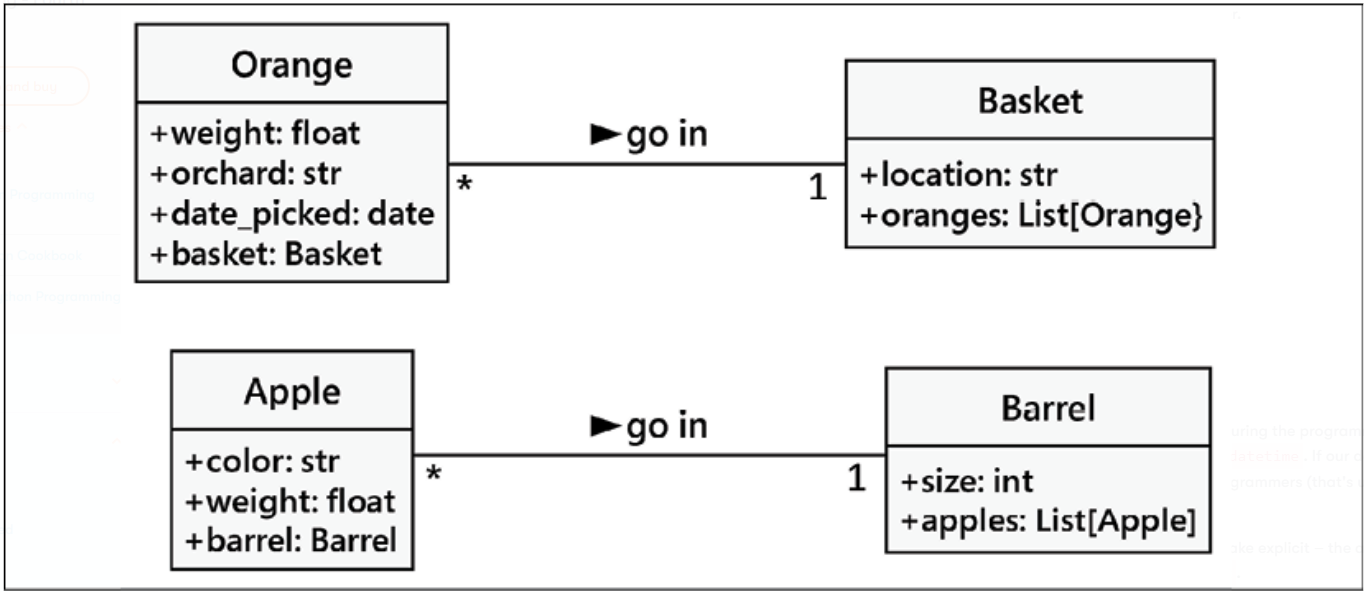 Orange
+weight: float
+orchard: str
+date_picked: date
+basket: Basket
►go in
*
1
Basket
+location: str
+oranges: List[Orange}
Apple
+color: str
+weight: float
+barrel: Barrel
►go in
*
1
Barrel
+size: int
+apples: List[Apple]